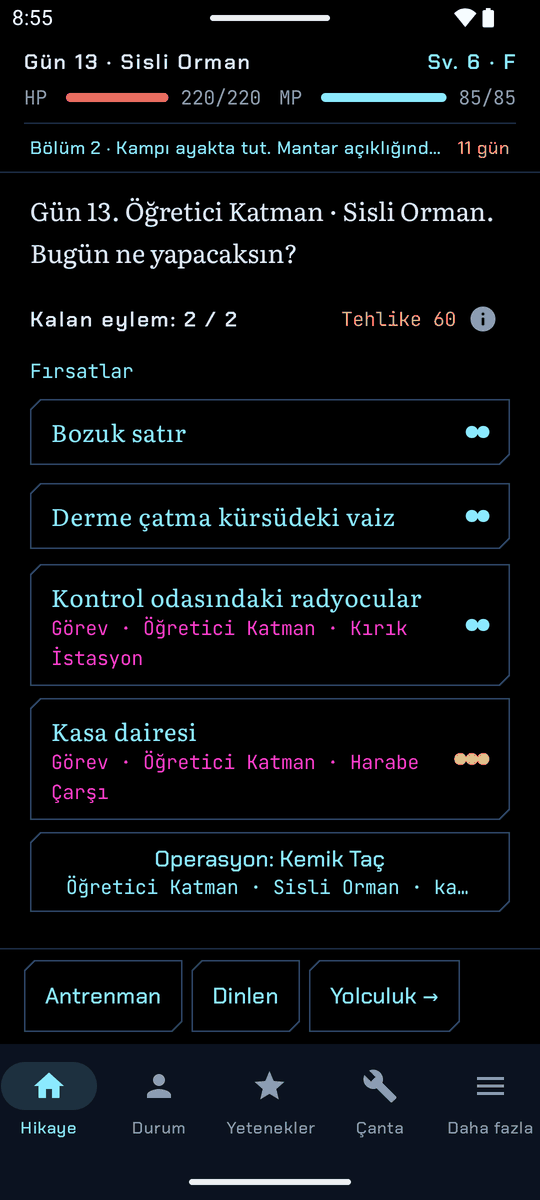 8:55
Gün 13 · Sisli Orman
Sv. 6 · F
HP 220/220 MP 85/85
Bölüm 2 · Kampı ayakta tut. Mantar açıklığınd… 11 gün
Gün 13. Öğretici Katman · Sisli Orman.
Bugün ne yapacaksın?
Kalan eylem: 2 / 2
Tehlike 60
Fırsatlar
Bozuk satır
Derme çatma kürsüdeki vaiz
Kontrol odasındaki radyocular
Görev · Öğretici Katman · Kırık
İstasyon
Kasa dairesi
Görev · Öğretici Katman · Harabe
Çarşı
Operasyon: Kemik Taç
Öğretici Katman · Sisli Orman · ka…
Antrenman
Dinlen
Yolculuk →
Hikaye
Durum
Yetenekler
Çanta
Daha fazla